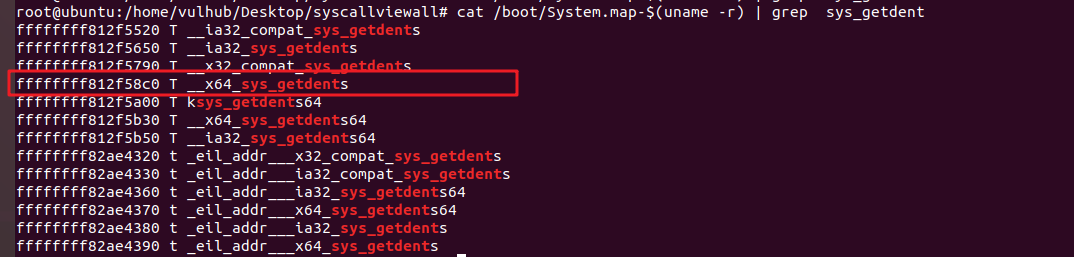 root@ubuntu:/home/vulhub/Desktop/syscallviewall# cat /boot/System.map-$(uname -r) | grep  sys_getdent
ffffffff812f5520 T __ia32_compat_sys_getdents
ffffffff812f5650 T __ia32_sys_getdents
ffffffff812f5790 T __x32_compat_sys_getdents
ffffffff812f58c0 T __x64_sys_getdents
ffffffff812f5a00 T ksys_getdents64
ffffffff812f5b30 T __x64_sys_getdents64
ffffffff812f5b50 T __ia32_sys_getdents64
ffffffff82ae4320 t _eil_addr___x32_compat_sys_getdents
ffffffff82ae4330 t _eil_addr___ia32_compat_sys_getdents
ffffffff82ae4360 t _eil_addr___ia32_sys_getdents64
ffffffff82ae4370 t _eil_addr___x64_sys_getdents64
ffffffff82ae4380 t _eil_addr___ia32_sys_getdents
ffffffff82ae4390 t _eil_addr___x64_sys_getdents